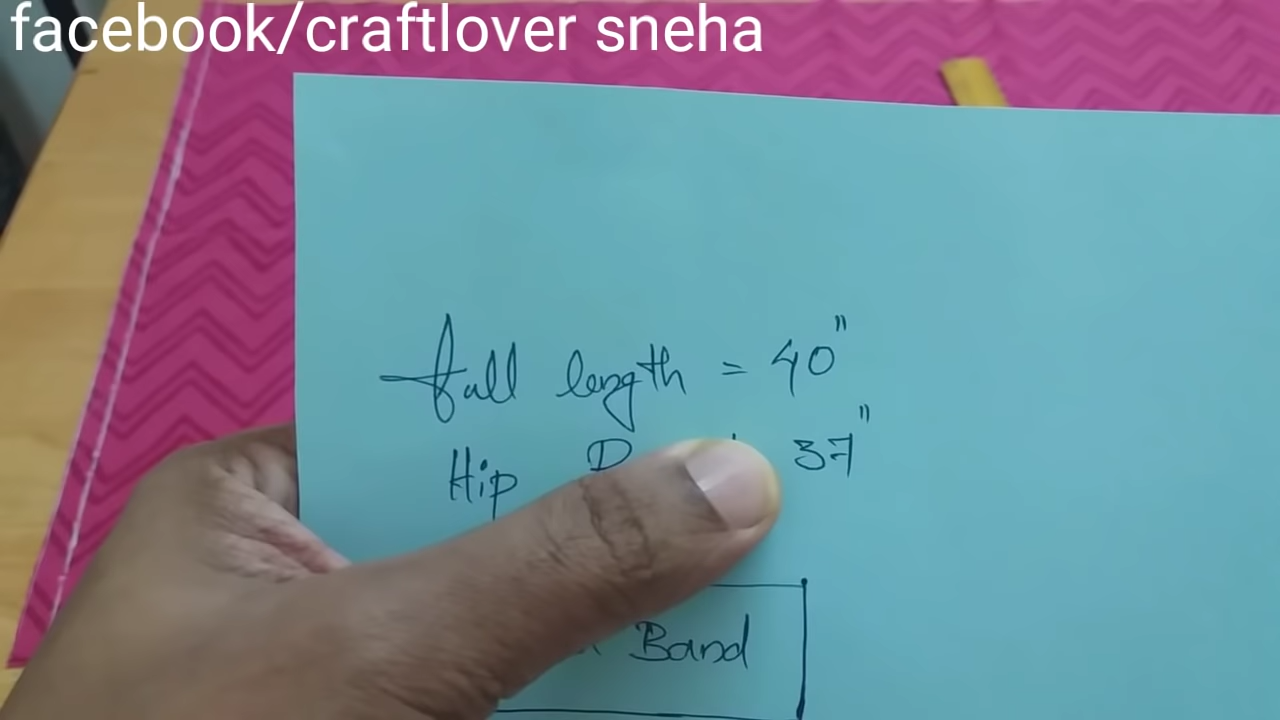 facebook/craftlover sneha
full length = 40"
Hip 37"
Band